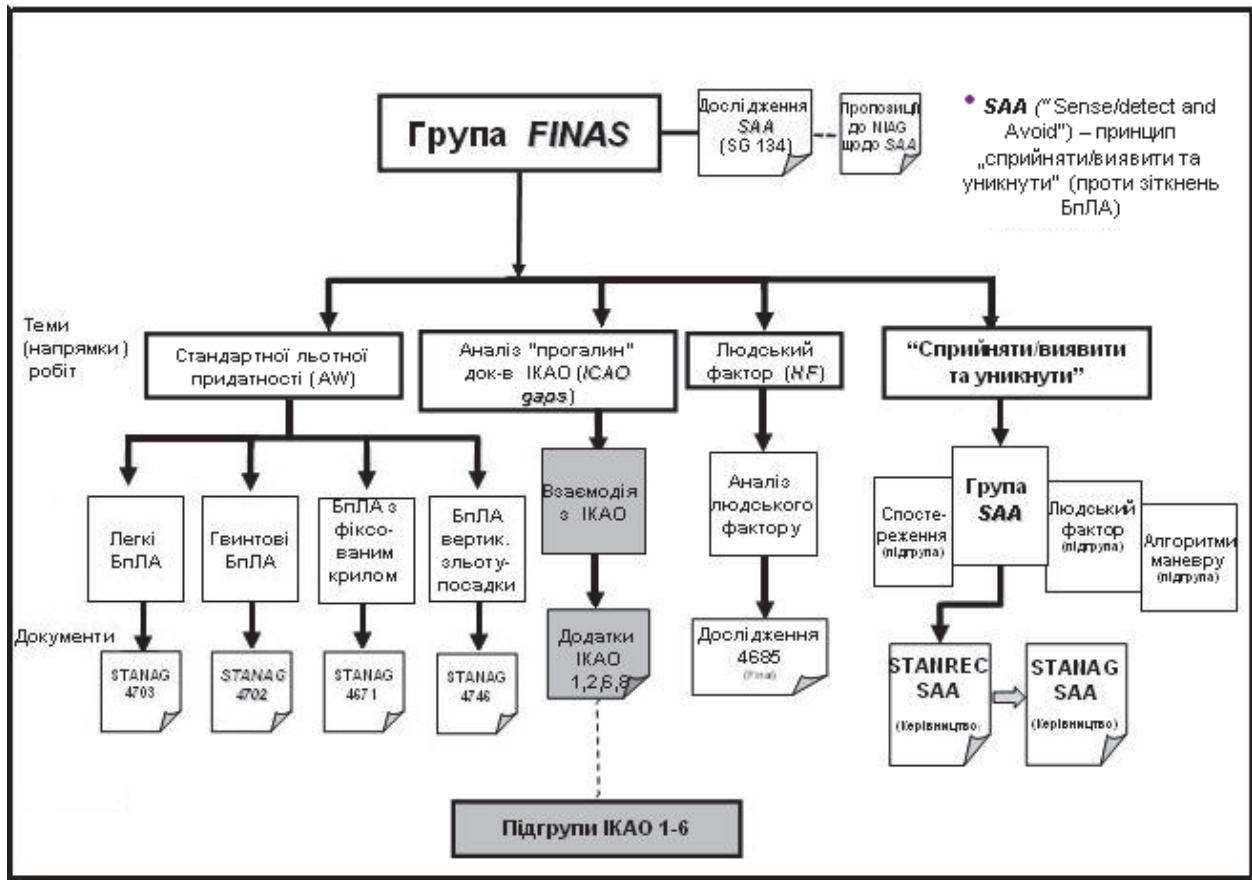 Група FINAS
Дослідження
SAA
(SG 134)
Пропозиції
до NIAG
щодо SAA
• SAA ("Sense/detect and
Avoid") – принцип
„сприйняти/виявити та
уникнути" (проти зіткнень
БпЛА)
Теми
(напрямки)
робіт
Стандартної льотної
придатності (AW)
Аналіз "прогалин"
док-в ІКАО (ICAO
gaps)
Людський
фактор (HF)
“Сприйняти/виявити
та уникнути”
Легкі
БпЛА
Гвинтові
БпЛА
БпЛА з
фіксо-
ваним
крилом
БпЛА
вертик.
зльоту-
посадки
Взаємодія
з ІКАО
Аналіз
людського
фактору
Спосте-
реження
(підгрупа)
Група
SAA
Людський
фактор
(підгрупа)
Алгоритми
маневру
(підгрупа)
Документи
STANAG
4703
STANAG
4702
STANAG
4671
STANAG
4746
Додатки
ІКАО
1,2,6,8
Дослідження
4685
(Final)
STANREC
SAA
(Керівництво)
STANAG
SAA
(Керівництво)
Підгрупи ІКАО 1-6